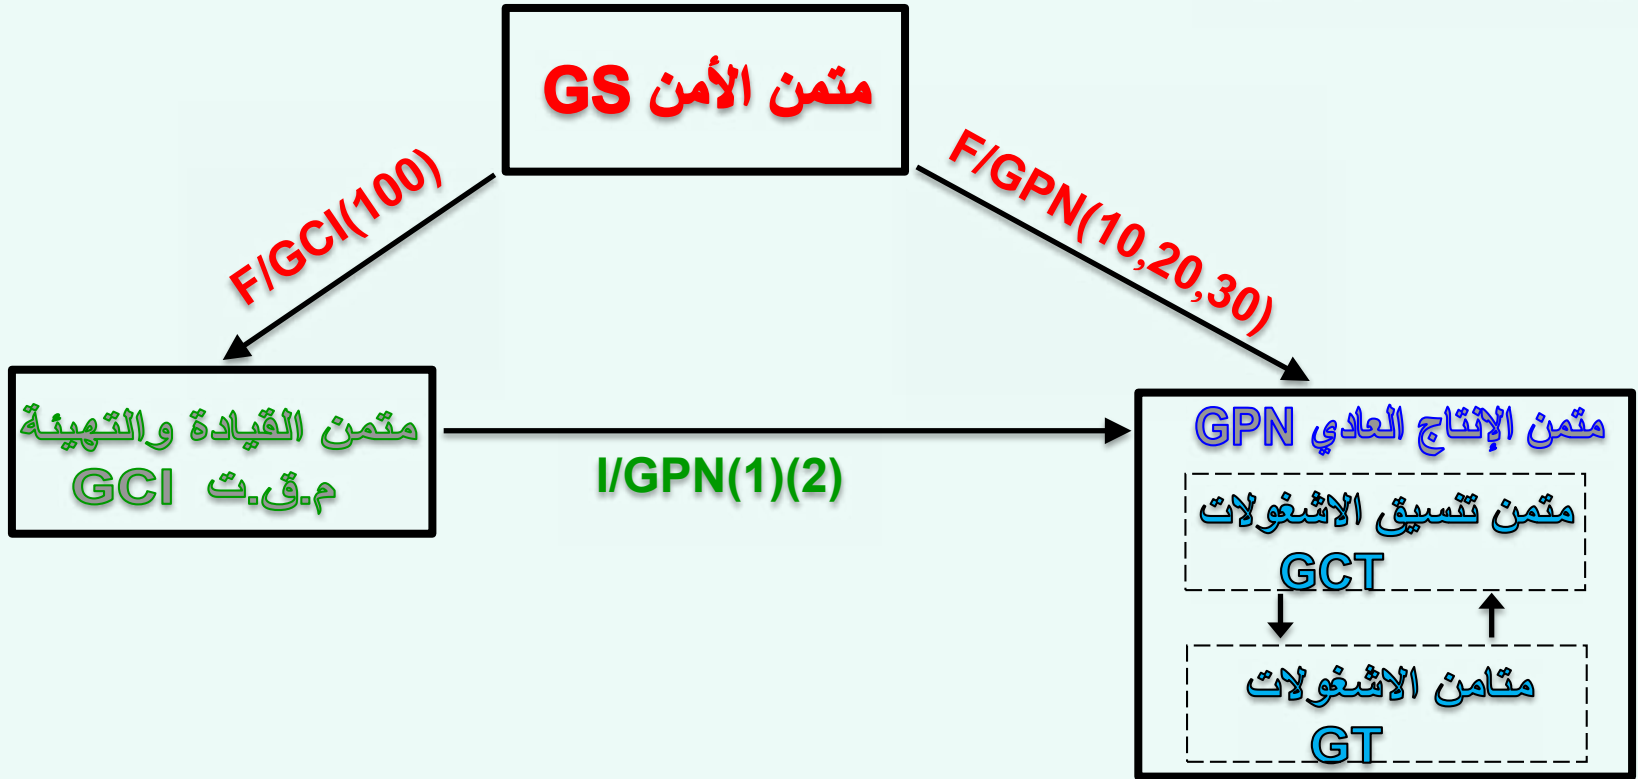 متمن الأمن GS
F/GCI(100)
F/GPN(10,20,30)
متمن القيادة والتهيئة
م.ق.ت GCI
I/GPN(1)(2)
متمن الإنتاج العادي GPN
متمن تنسيق الاشغولات
GCT
متامن الاشغولات
GT